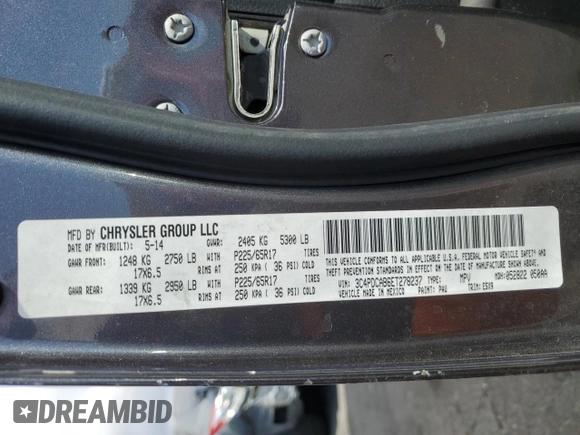 MFD BY CHRYSLER GROUP LLC
DATE OF MFR(BUILT): 5-14 GVWR: 2405 KG 5300 LB
GAWR FRONT: 1248 KG 2750 LB P225/65R17 TIRES
17X6.5 RIMS AT 250 KPA ( 36 PSI) COLD
GAWR REAR: 1339 KG 2950 LB P225/65R17 TIRES
17X6.5 RIMS AT 250 KPA ( 36 PSI) COLD
THIS VEHICLE CONFORMS TO ALL APPLICABLE U.S.A. FEDERAL MOTOR VEHICLE SAFETY AND
THEFT PREVENTION STANDARDS IN EFFECT ON THE DATE OF MANUFACTURE SHOWN ABOVE.
VIN: 3C4PDCAB6ET278237 TYPE: MPV MDH:052822 050AA
VEHICLE MADE IN MEXICO PAINT: PAU TRIM: E5X9
DREAMBID